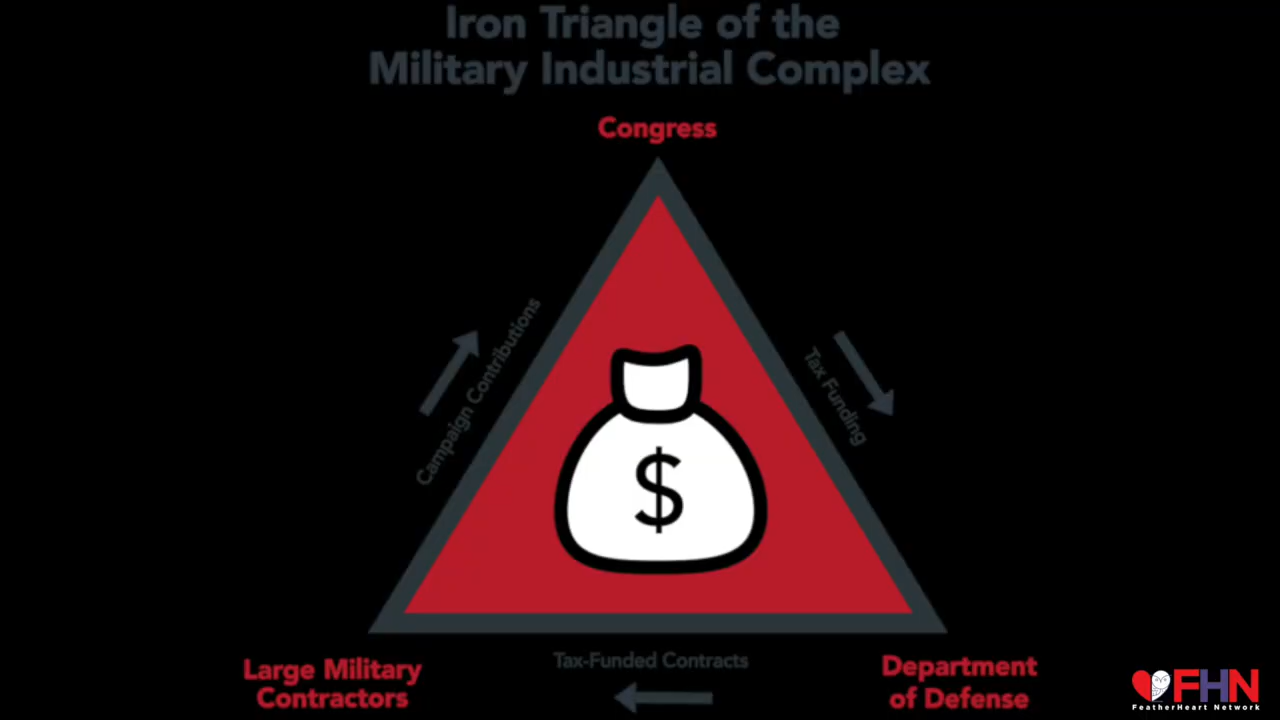 Iron Triangle of the
Military Industrial Complex
Congress
Campaign Contributions
Tax Funding
$
Tax-Funded Contracts
Large Military
Contractors
Department
of Defense
FHN
FeatherHeart Network